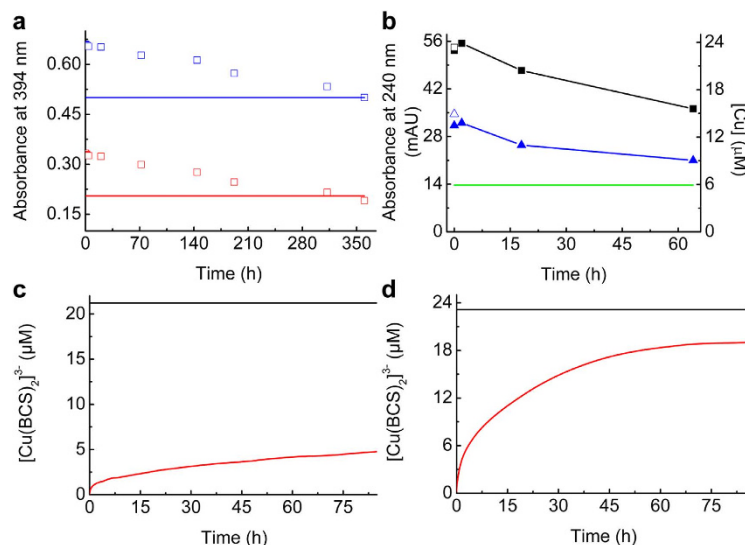 a
Absorbance at 394 nm
0.60
0.45
0.30
0.15
0 70 140 210 280 350
Time (h)
b
Absorbance at 240 nm
(mAU)
56
42
28
14
0
0 15 30 45 60
Time (h)
24
18
12
6
0
[Cu] (µM)
c
[Cu(BCS)₂]³⁻ (µM)
20
15
10
5
0
0 15 30 45 60 75
Time (h)
d
[Cu(BCS)₂]³⁻ (µM)
24
18
12
6
0
0 15 30 45 60 75
Time (h)